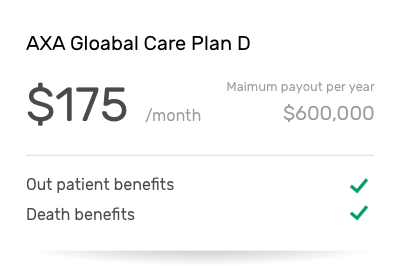 AXA Gloabal Care Plan D
Maimum payout per year
$175 /month
$600,000
Out patient benefits
Death benefits